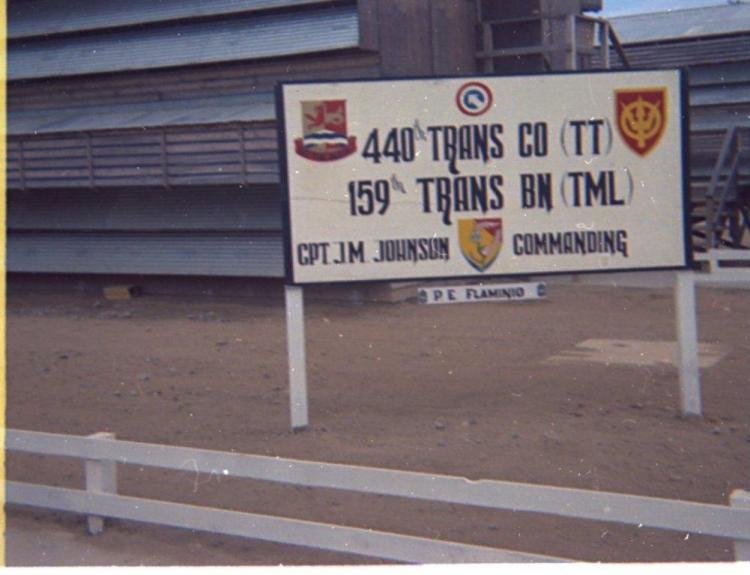 440th TRANS CO (TT)
159th TRANS BN (TML)
CPT. J.M. JOHNSON COMMANDING
P. E. FLAMINIO